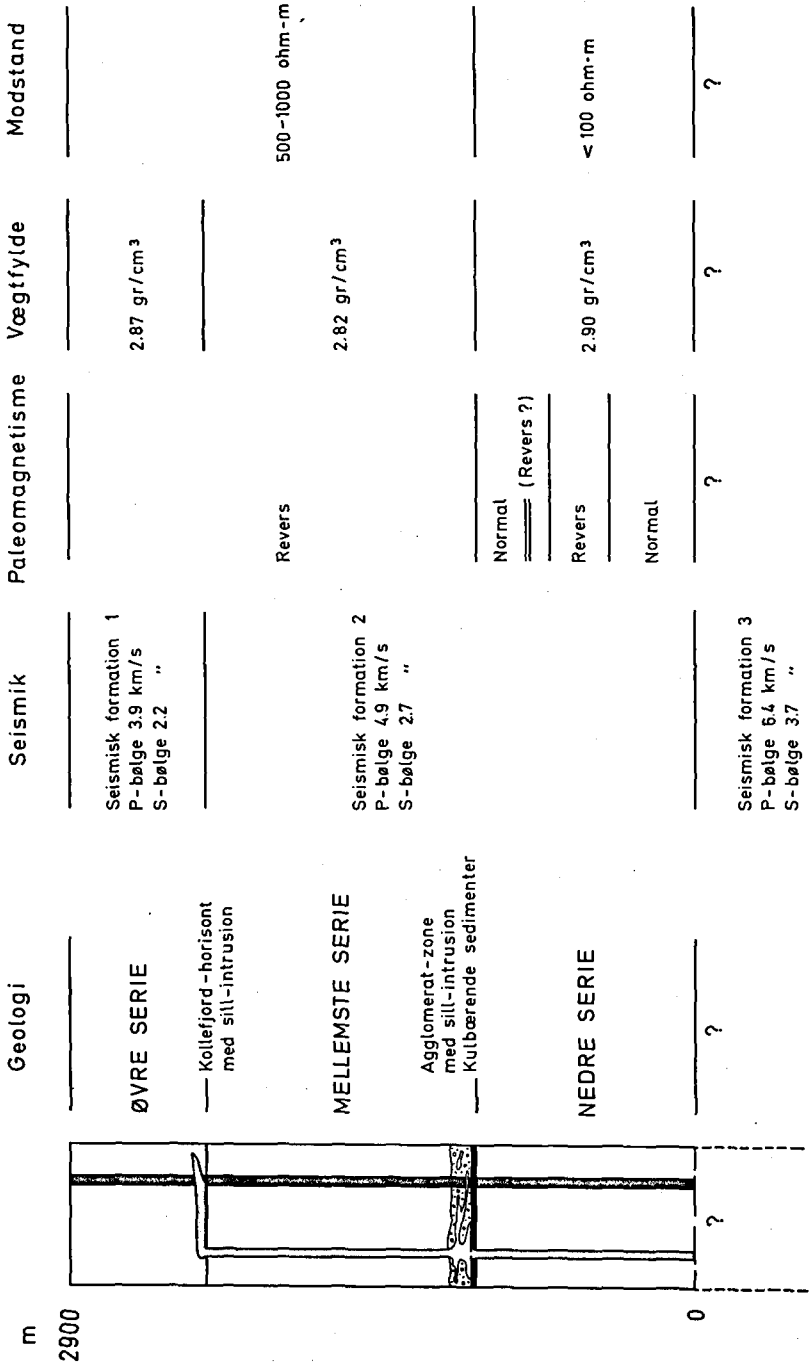 m
Geologi
Seismik
Paleomagnetisme
Vægtfylde
Modstand
2900
ØVRE SERIE
Kollefjord-horisont
med sill-intrusion
MELLEMSTE SERIE
Agglomerat-zone
med sill-intrusion
Kulbærende sedimenter
NEDRE SERIE
0
?
?
Seismisk formation 1
P-bølge 3.9 km/s
S-bølge 2.2 "
Seismisk formation 2
P-bølge 4.9 km/s
S-bølge 2.7 "
Seismisk formation 3
P-bølge 6.4 km/s
S-bølge 3.7 "
Revers
Normal
(Revers ?)
Revers
Normal
?
2.87 gr/cm³
2.82 gr/cm³
2.90 gr/cm³
?
500-1000 ohm-m
<100 ohm-m
?